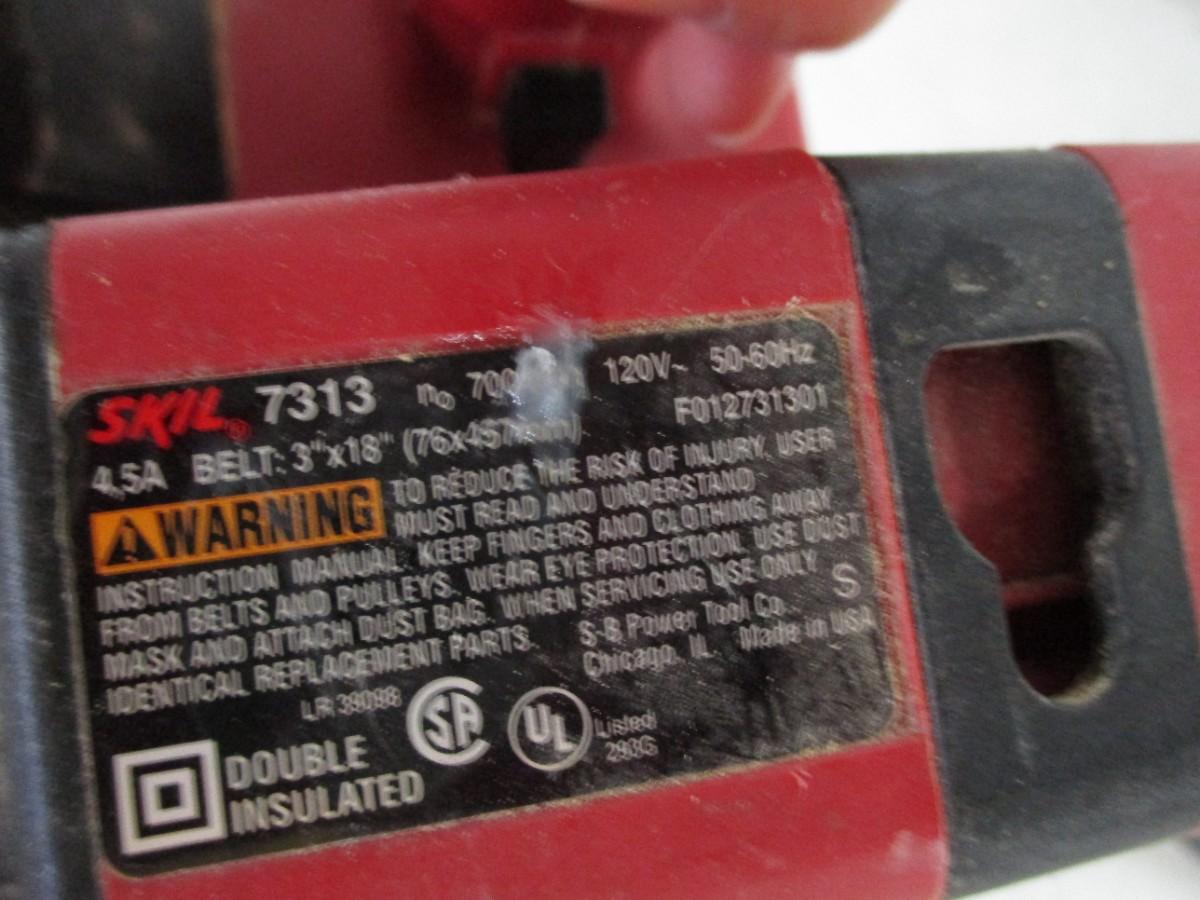 SKIL® 7313 n₀ 120V~ 50-60Hz
4,5A BELT: 3"x18" F012731301
⚠WARNING TO REDUCE THE RISK OF INJURY, USER
MUST READ AND UNDERSTAND
INSTRUCTION MANUAL. KEEP FINGERS AND CLOTHING AWAY
FROM BELTS AND PULLEYS. WEAR EYE PROTECTION. USE DUST
MASK AND ATTACH DUST BAG. WHEN SERVICING USE ONLY
IDENTICAL REPLACEMENT PARTS.
S-B Power Tool Co. S
Chicago, IL Made in USA
LR 39098 SA UL Listed
293G
DOUBLE
INSULATED